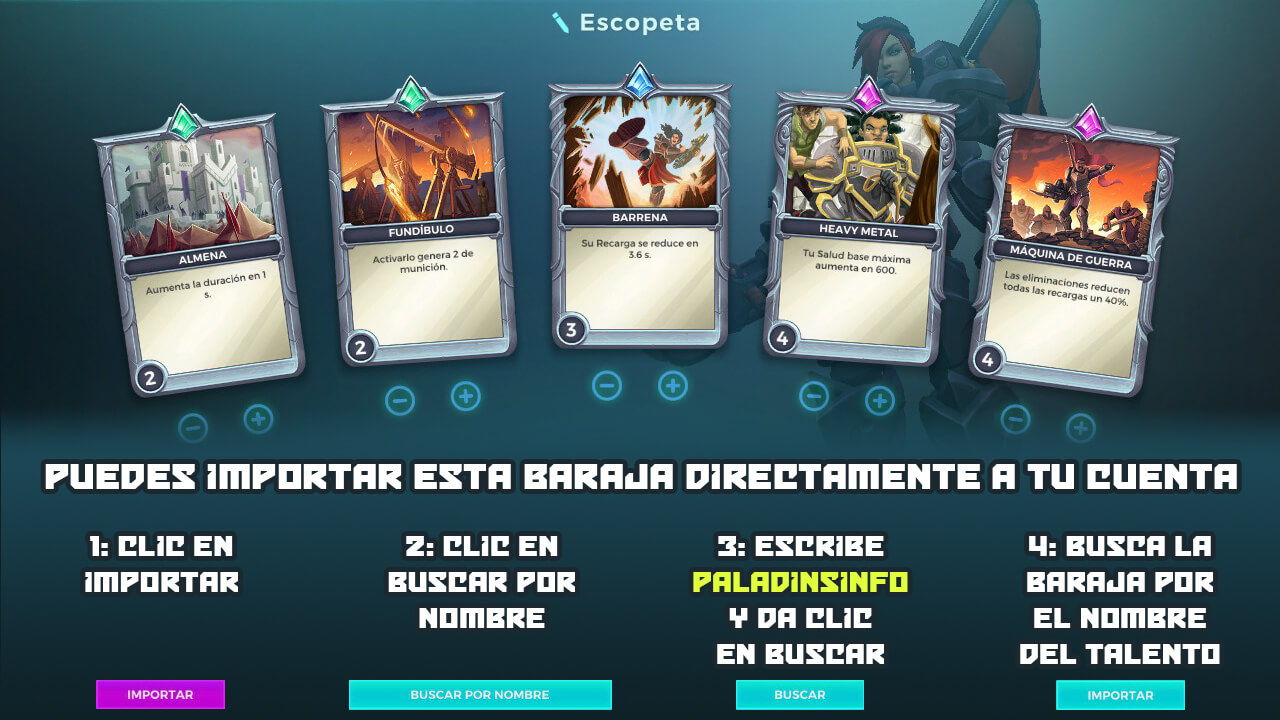 Escopeta
ALMENA
Aumenta la duración en 1
s.
2
FUNDÍBULO
Activarlo genera 2 de
munición.
2
BARRENA
Su Recarga se reduce en
3.6 s.
3
HEAVY METAL
Tu Salud base máxima
aumenta en 600.
4
MÁQUINA DE GUERRA
Las eliminaciones reducen
todas las recargas un 40%.
4
PUEDES IMPORTAR ESTA BARAJA DIRECTAMENTE A TU CUENTA
1: CLIC EN
IMPORTAR
IMPORTAR
2: CLIC EN
BUSCAR POR
NOMBRE
BUSCAR POR NOMBRE
3: ESCRIBE
PALADINSINFO
Y DA CLIC
EN BUSCAR
BUSCAR
4: BUSCA LA
BARAJA POR
EL NOMBRE
DEL TALENTO
IMPORTAR